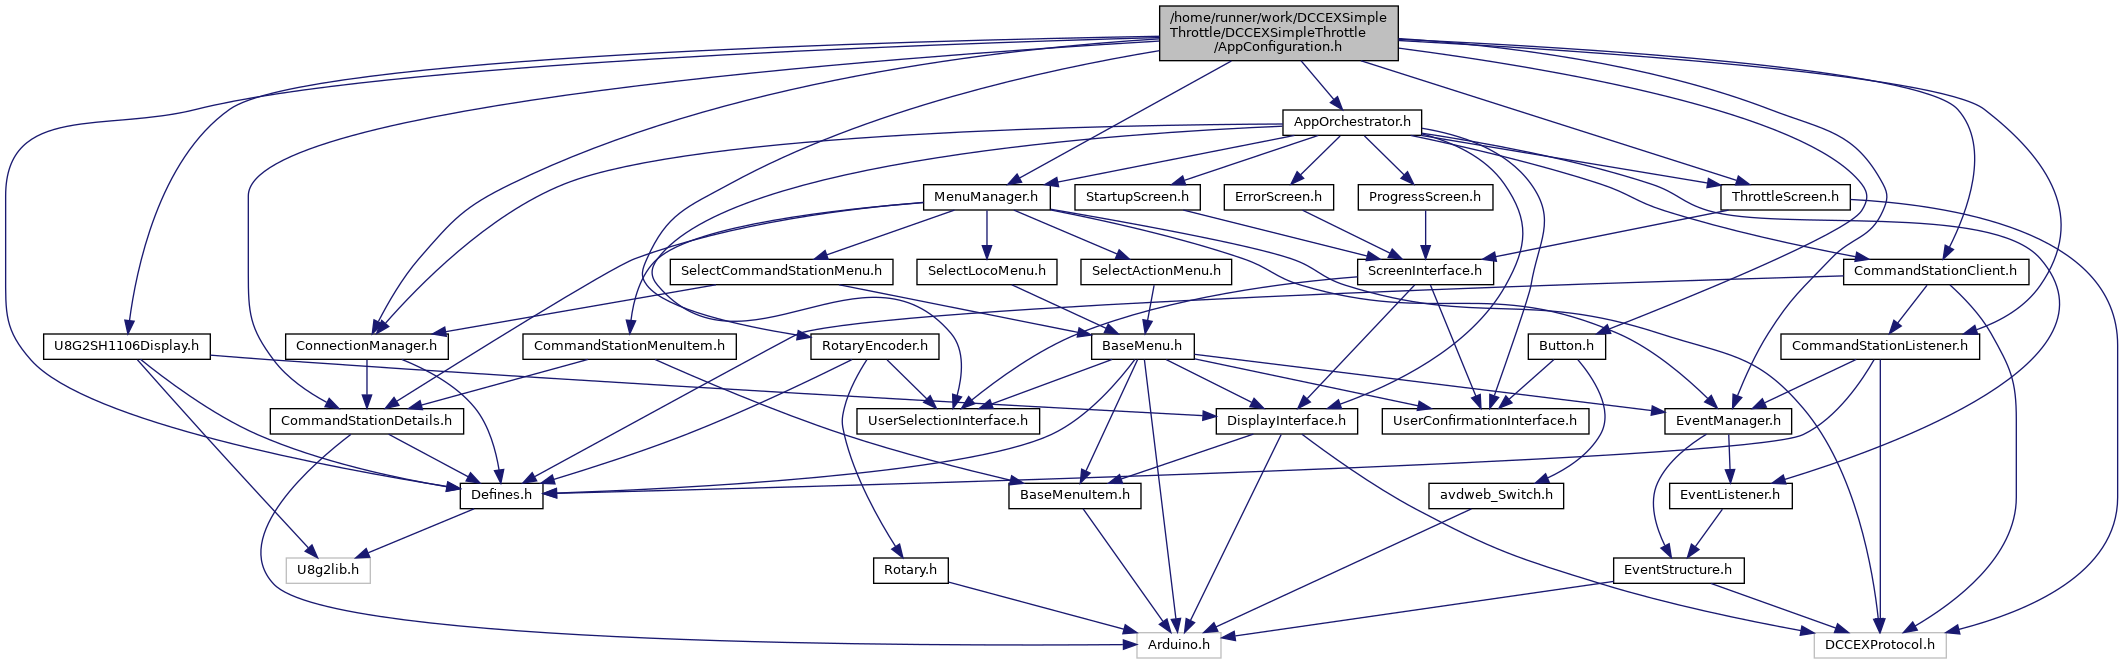 /home/runner/work/DCCEXSimple
Throttle/DCCEXSimpleThrottle
/AppConfiguration.h
AppOrchestrator.h
MenuManager.h
StartupScreen.h
ErrorScreen.h
ProgressScreen.h
ThrottleScreen.h
SelectCommandStationMenu.h
SelectLocoMenu.h
SelectActionMenu.h
ScreenInterface.h
CommandStationClient.h
U8G2SH1106Display.h
ConnectionManager.h
CommandStationMenuItem.h
RotaryEncoder.h
BaseMenu.h
Button.h
CommandStationListener.h
CommandStationDetails.h
UserSelectionInterface.h
DisplayInterface.h
UserConfirmationInterface.h
EventManager.h
Defines.h
BaseMenuItem.h
avdweb_Switch.h
EventListener.h
U8g2lib.h
Rotary.h
EventStructure.h
Arduino.h
DCCEXProtocol.h